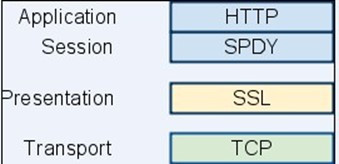 Application HTTP
Session SPDY
Presentation SSL
Transport TCP